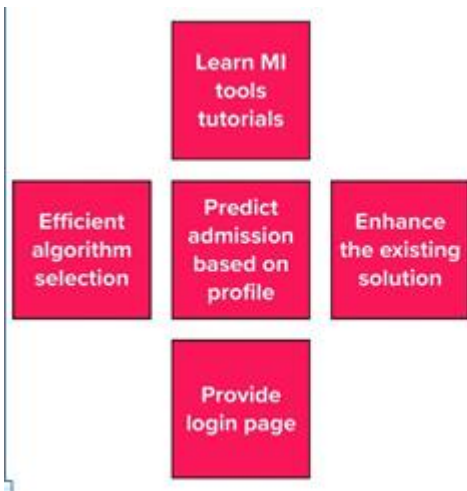 Learn MI
tools
tutorials
Efficient
algorithm
selection
Predict
admission
based on
profile
Enhance
the existing
solution
Provide
login page